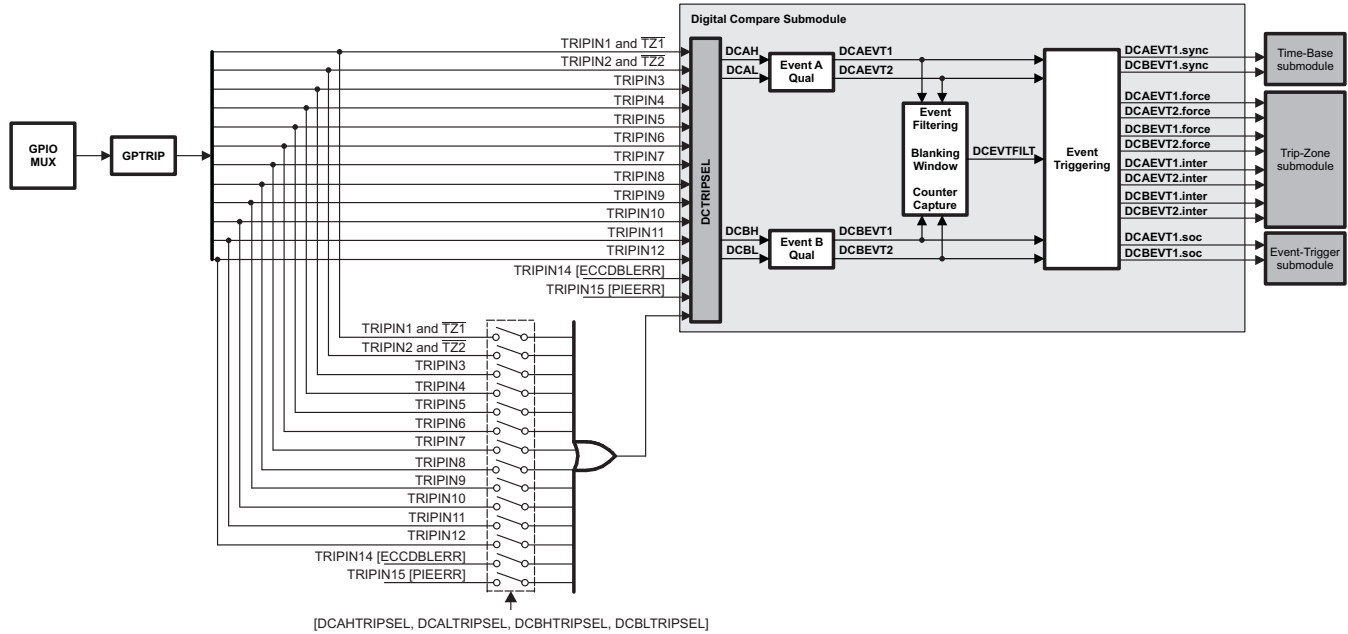 Digital Compare Submodule
GPIO
MUX
GPTRIP
TRIPIN1 and TZ1
TRIPIN2 and TZ2
TRIPIN3
TRIPIN4
TRIPIN5
TRIPIN6
TRIPIN7
TRIPIN8
TRIPIN9
TRIPIN10
TRIPIN11
TRIPIN12
TRIPIN14 [ECCDBLERR]
TRIPIN15 [PIEERR]
DCTRIPSEL
DCAH
DCAL
Event A
Qual
DCAEVT1
DCAEVT2
Event
Filtering
Blanking
Window
Counter
Capture
DCEVTFILT
DCBH
DCBL
Event B
Qual
DCBEVT1
DCBEVT2
Event
Triggering
DCAEVT1.sync
DCBEVT1.sync
DCAEVT1.force
DCAEVT2.force
DCBEVT1.force
DCBEVT2.force
DCAEVT1.inter
DCAEVT2.inter
DCBEVT1.inter
DCBEVT2.inter
DCAEVT1.soc
DCBEVT1.soc
Time-Base
submodule
Trip-Zone
submodule
Event-Trigger
submodule
TRIPIN1 and TZ1
TRIPIN2 and TZ2
TRIPIN3
TRIPIN4
TRIPIN5
TRIPIN6
TRIPIN7
TRIPIN8
TRIPIN9
TRIPIN10
TRIPIN11
TRIPIN12
TRIPIN14 [ECCDBLERR]
TRIPIN15 [PIEERR]
[DCAHTRIPSEL, DCALTRIPSEL, DCBHTRIPSEL, DCBLTRIPSEL]